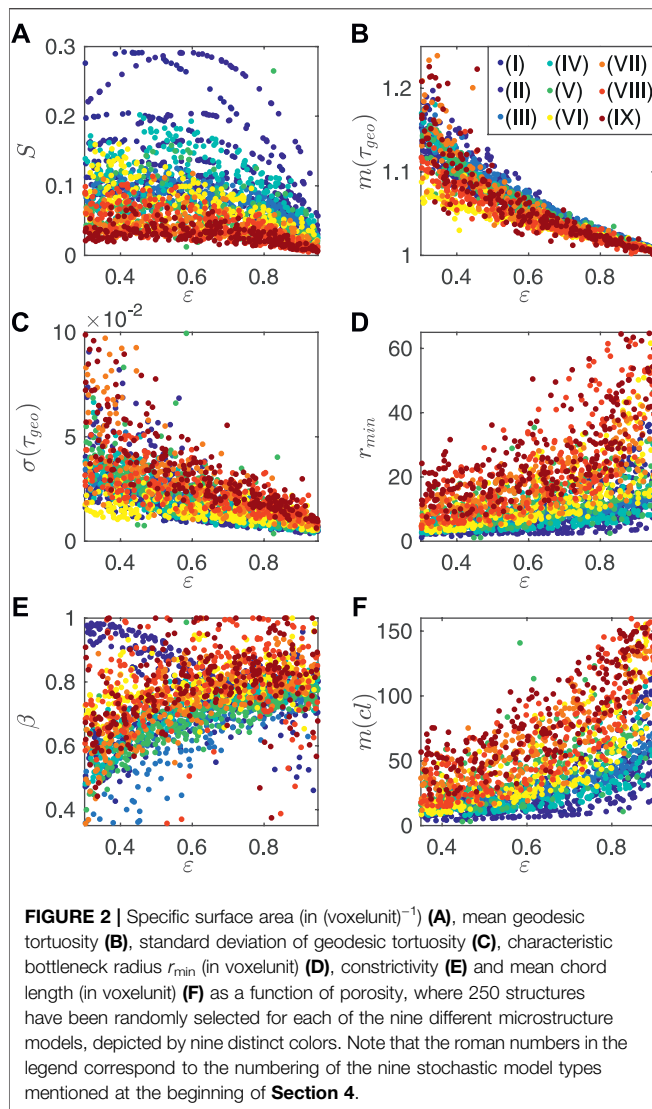 A
0.3
0.2
0.1
0
S
0.4 0.6 0.8
ε
B
1.2
1.1
1
m(τgeo)
0.4 0.6 0.8
ε
(I) (IV) (VII)
(II) (V) (VIII)
(III) (VI) (IX)
C
×10-2
10
5
0
σ(τgeo)
0.4 0.6 0.8
ε
D
60
40
20
0
rmin
0.4 0.6 0.8
ε
E
1
0.8
0.6
0.4
β
0.4 0.6 0.8
ε
F
150
100
50
0
m(cl)
0.4 0.6 0.8
ε
FIGURE 2 | Specific surface area (in (voxelunit)−1) (A), mean geodesic
tortuosity (B), standard deviation of geodesic tortuosity (C), characteristic
bottleneck radius rmin (in voxelunit) (D), constrictivity (E) and mean chord
length (in voxelunit) (F) as a function of porosity, where 250 structures
have been randomly selected for each of the nine different microstructure
models, depicted by nine distinct colors. Note that the roman numbers in the
legend correspond to the numbering of the nine stochastic model types
mentioned at the beginning of Section 4.